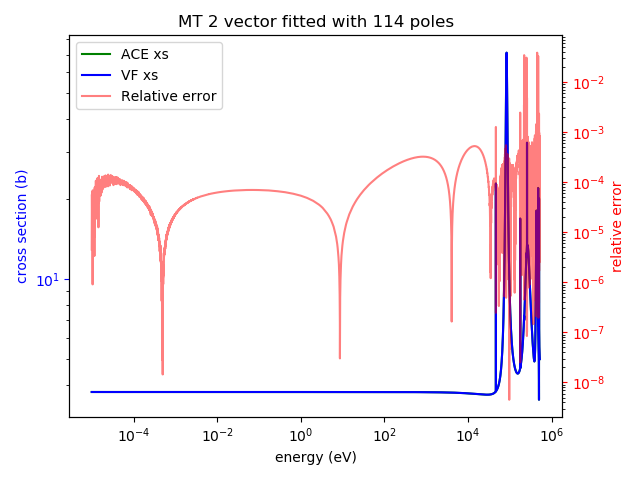 MT 2 vector fitted with 114 poles
ACE xs
VF xs
Relative error
cross section (b)
10¹
10⁻²
10⁻³
10⁻⁴
10⁻⁵
10⁻⁶
10⁻⁷
10⁻⁸
relative error
10⁻⁴ 10⁻² 10⁰ 10² 10⁴ 10⁶
energy (eV)